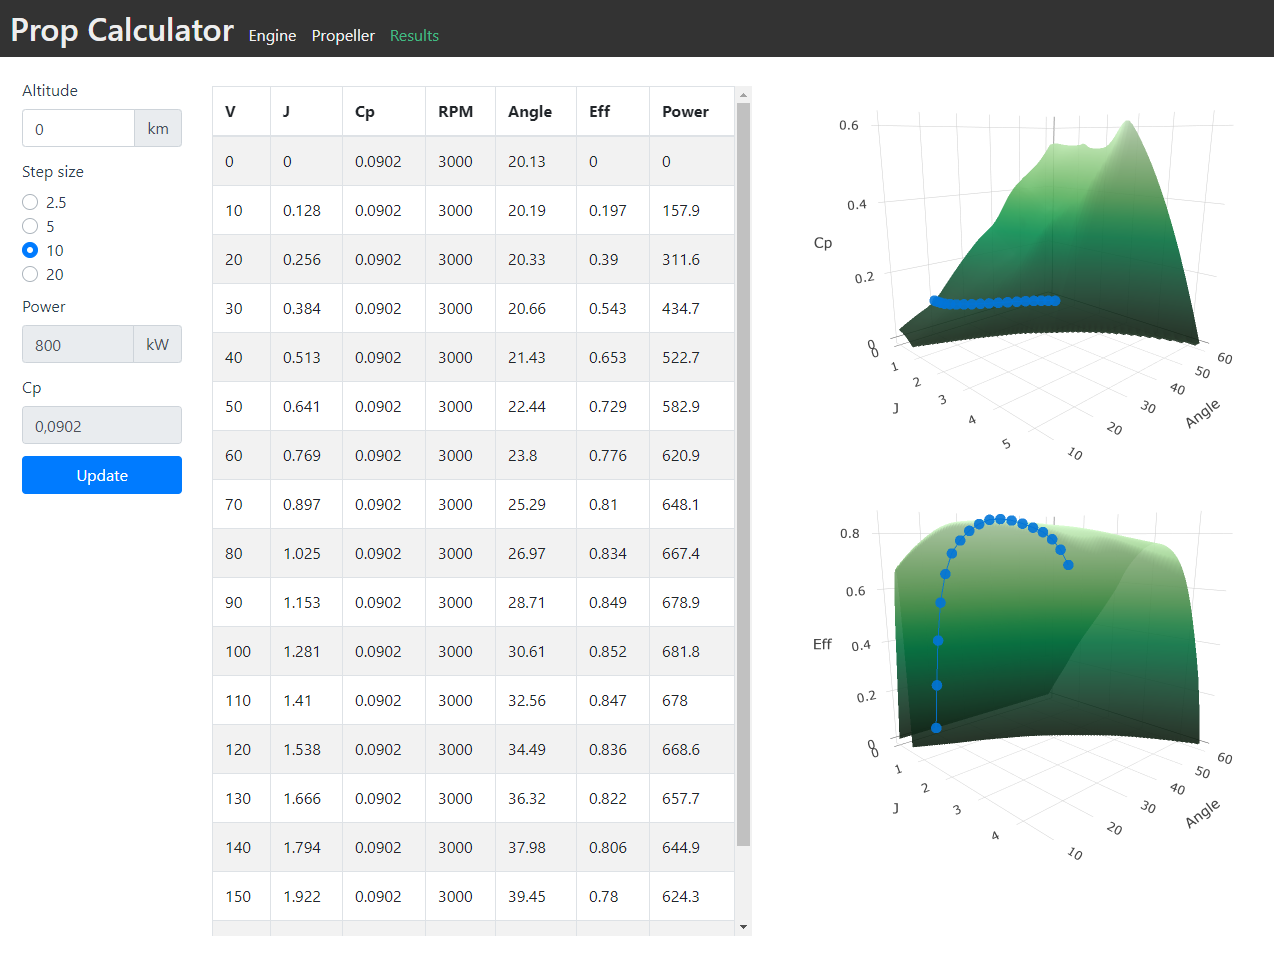 Prop Calculator Engine Propeller Results
Altitude
0 km
Step size
2.5
5
10
20
Power
800 kW
Cp
0,0902
Update
V J Cp RPM Angle Eff Power
0 0 0.0902 3000 20.13 0 0
10 0.128 0.0902 3000 20.19 0.197 157.9
20 0.256 0.0902 3000 20.33 0.39 311.6
30 0.384 0.0902 3000 20.66 0.543 434.7
40 0.513 0.0902 3000 21.43 0.653 522.7
50 0.641 0.0902 3000 22.44 0.729 582.9
60 0.769 0.0902 3000 23.8 0.776 620.9
70 0.897 0.0902 3000 25.29 0.81 648.1
80 1.025 0.0902 3000 26.97 0.834 667.4
90 1.153 0.0902 3000 28.71 0.849 678.9
100 1.281 0.0902 3000 30.61 0.852 681.8
110 1.41 0.0902 3000 32.56 0.847 678
120 1.538 0.0902 3000 34.49 0.836 668.6
130 1.666 0.0902 3000 36.32 0.822 657.7
140 1.794 0.0902 3000 37.98 0.806 644.9
150 1.922 0.0902 3000 39.45 0.78 624.3
0.6
0.4
Cp
0.2
0
0
1
2
3
4
5
J
60
50
40
30
20
10
Angle
0.8
0.6
Eff 0.4
0.2
0
0
1
2
3
4
J
60
50
40
30
20
10
Angle